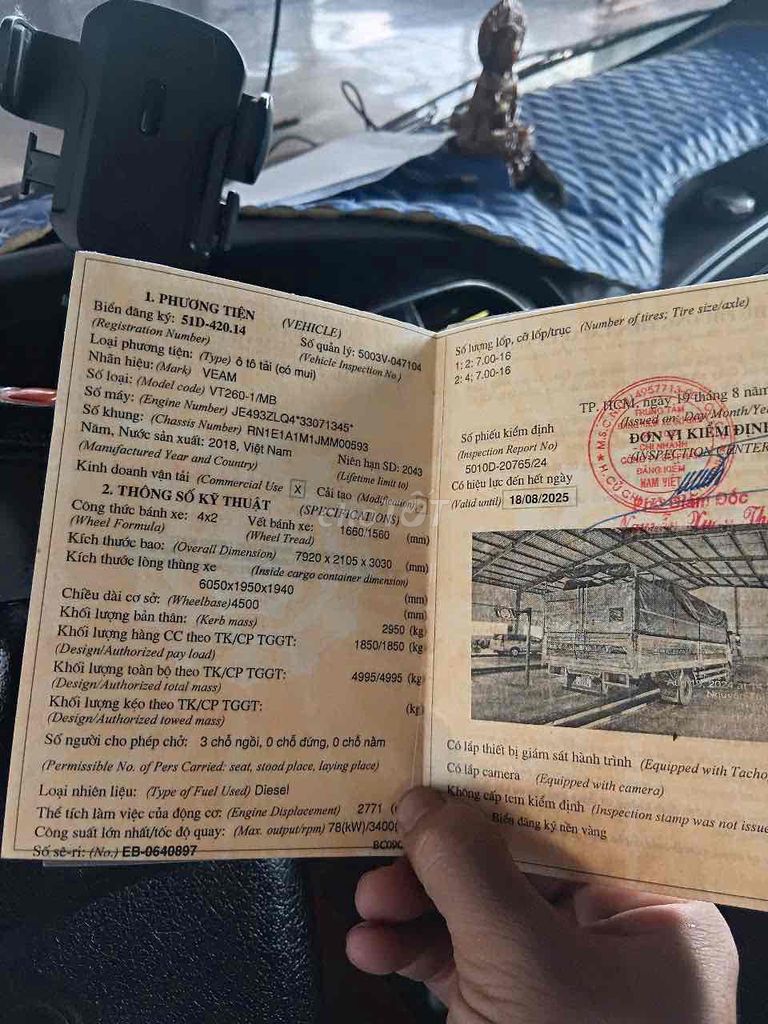 1. PHƯƠNG TIỆN (VEHICLE)
Biển đăng ký: 51D-420.14 Số quản lý: 5003V-047104
(Registration Number) (Vehicle Inspection No.)
Loại phương tiện: (Type) ô tô tải (có mui)
Nhãn hiệu: (Mark) VEAM
Số loại: (Model code) VT260-1/MB
Số máy: (Engine Number) JE493ZLQ4*33071345*
Số khung: (Chassis Number) RN1E1A1M1JMM00593
Năm, Nước sản xuất: 2018, Việt Nam Niên hạn SD: 2043
(Manufactured Year and Country) (Lifetime limit to)
Kinh doanh vận tải (Commercial Use X Cải tạo (Modification)
2. THÔNG SỐ KỸ THUẬT (SPECIFICATIONS)
Công thức bánh xe: 4x2 Vết bánh xe: 1660/1560 (mm)
(Wheel Formula) (Wheel Tread)
Kích thước bao: (Overall Dimension) 7920 x 2105 x 3030 (mm)
Kích thước lòng thùng xe (Inside cargo container dimension)
6050x1950x1940 (mm)
Chiều dài cơ sở: (Wheelbase)4500 (mm)
Khối lượng bản thân: (Kerb mass) 2950 (kg
Khối lượng hàng CC theo TK/CP TGGT: 1850/1850 (kg
(Design/Authorized pay load)
Khối lượng toàn bộ theo TK/CP TGGT: 4995/4995 (kg
(Design/Authorized total mass)
Khối lượng kéo theo TK/CP TGGT: (kg)
(Design/Authorized towed mass)
Số người cho phép chở: 3 chỗ ngồi, 0 chỗ đứng, 0 chỗ nằm
(Permissible No. of Pers Carried: seat, stood place, laying place)
Loại nhiên liệu: (Type of Fuel Used) Diesel
Thể tích làm việc của động cơ: (Engine Displacement) 2771
Công suất lớn nhất/tốc độ quay: (Max. output/rpm) 78(kW)/3400(
Số sê-ri: (No.) EB-0640897
Số lượng lốp, cỡ lốp/trục (Number of tires; Tire size/axle)
1; 2; 7.00-16
2; 4; 7.00-16
TP. HCM, ngày 19 tháng 8 năm
(Issued on: Day/Month/Ye
Số phiếu kiểm định ĐƠN VỊ KIỂM ĐỊNH
(Inspection Report No) (INSPECTION CENTER
5010D-20765/24
Có hiệu lực đến hết ngày
(Valid until) 18/08/2025
Có lắp thiết bị giám sát hành trình (Equipped with Tacho
Có lắp camera (Equipped with camera)
Không cấp tem kiểm định (Inspection stamp was not issue
Biển đăng ký nền vàng